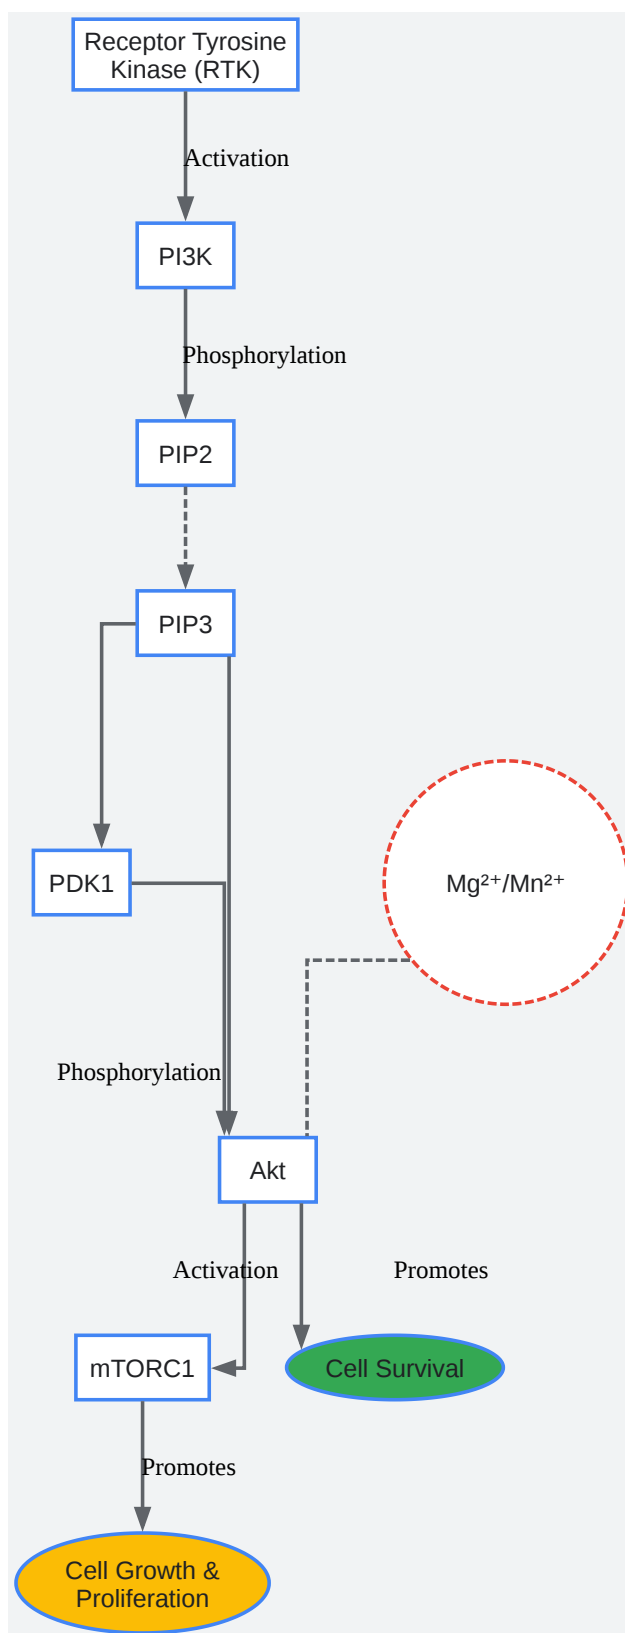 Receptor Tyrosine
Kinase (RTK)
Activation
PI3K
Phosphorylation
PIP2
PIP3
Mg²⁺/Mn²⁺
PDK1
Phosphorylation
Akt
Activation
Promotes
mTORC1
Cell Survival
Promotes
Cell Growth &
Proliferation